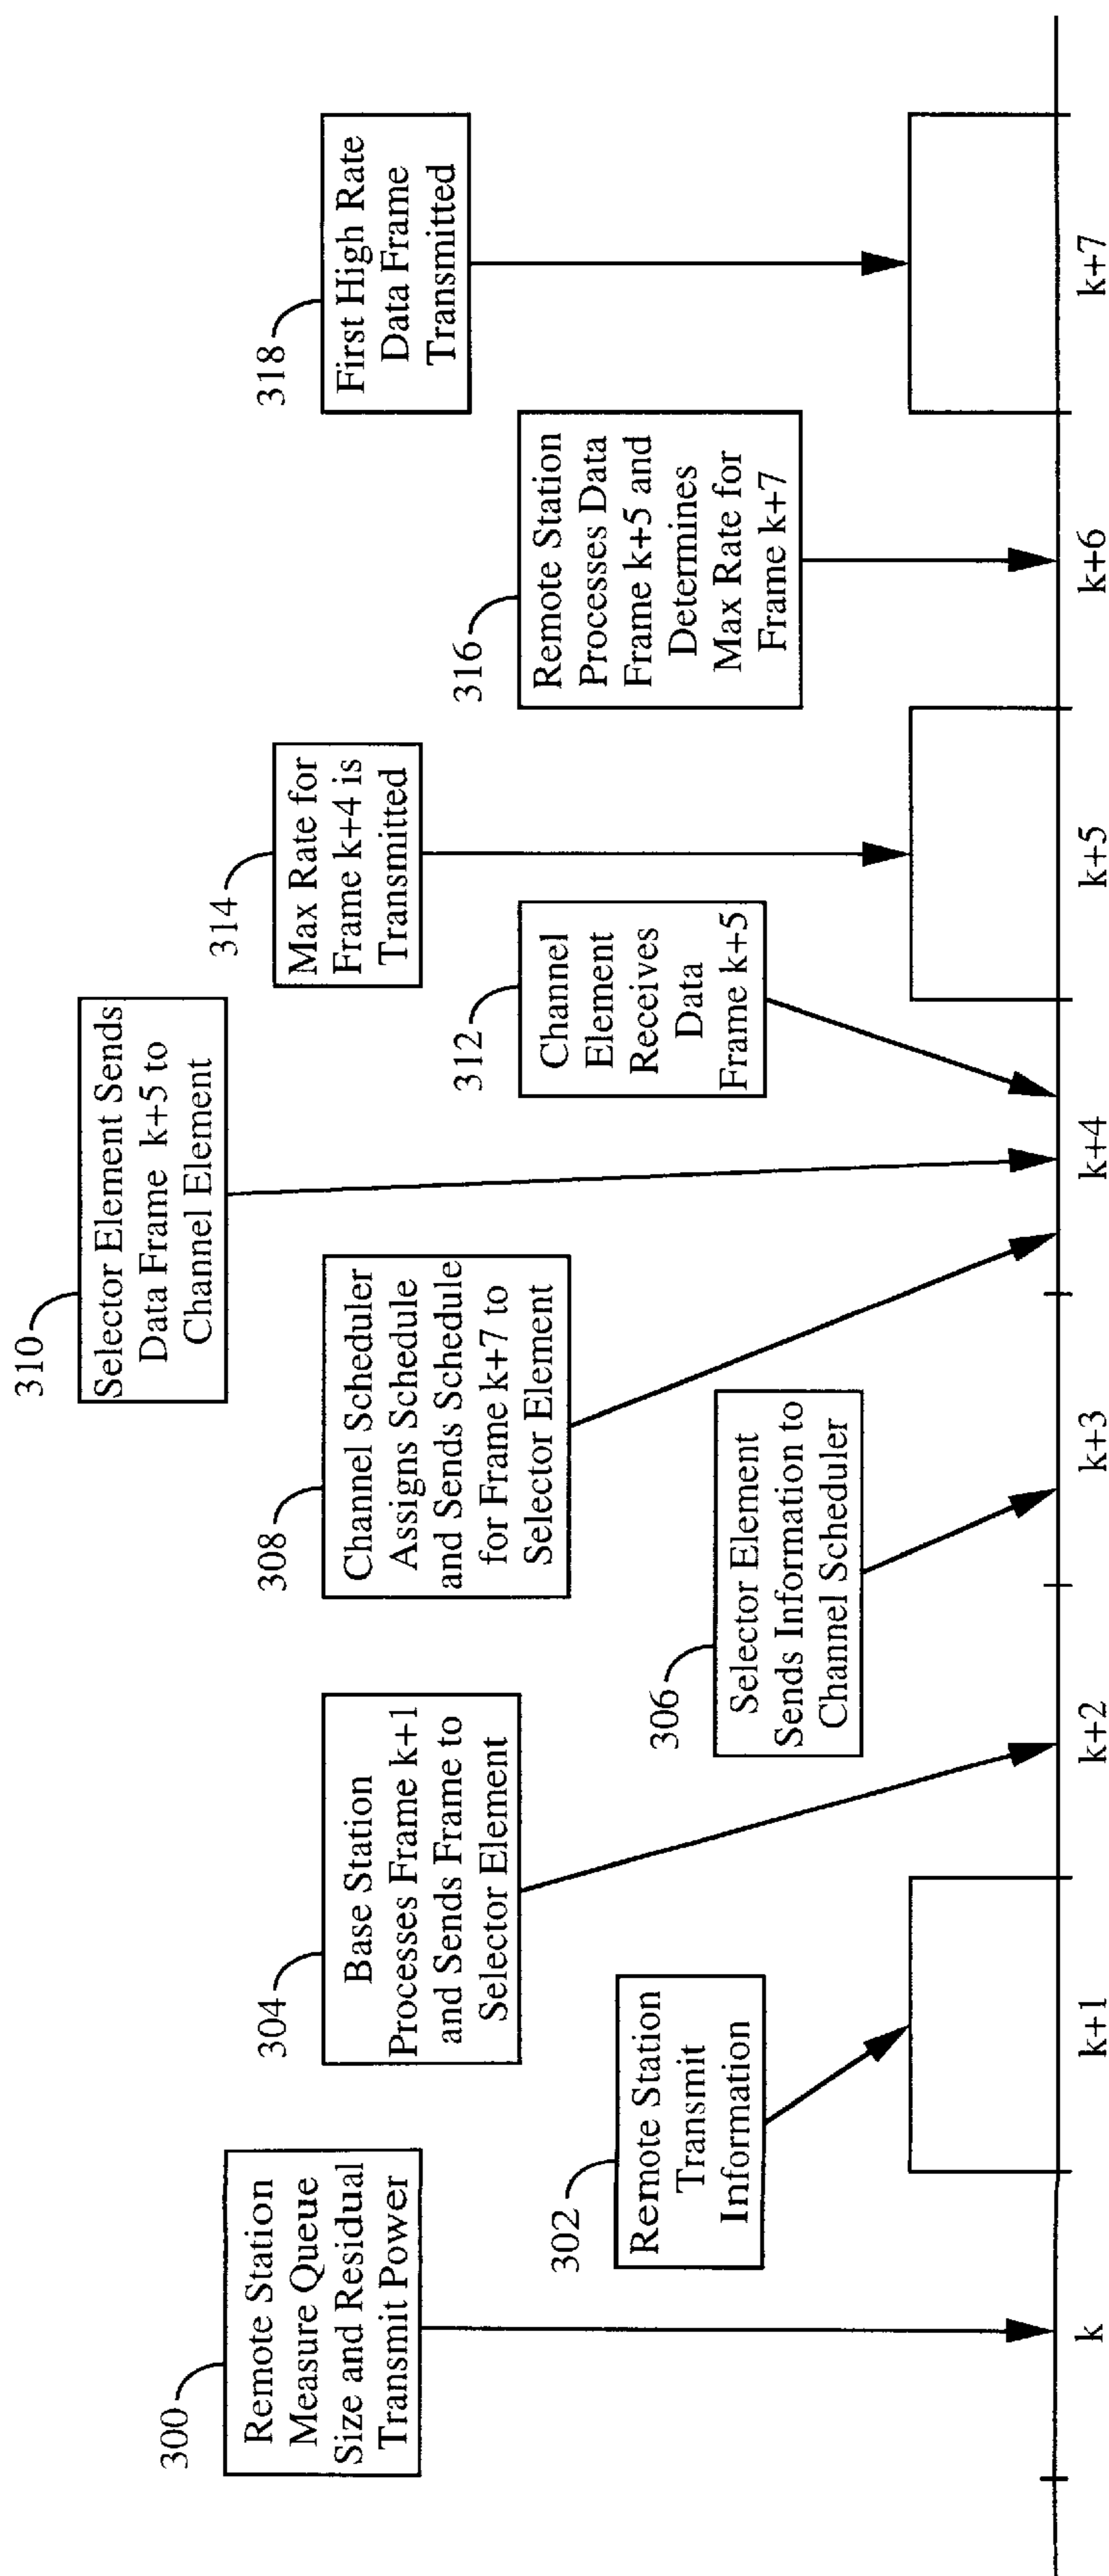 300
Remote Station
Measure Queue
Size and Residual
Transmit Power
302
Remote Station
Transmit
Information
304
Base Station
Processes Frame k+1
and Sends Frame to
Selector Element
306
Selector Element
Sends Information to
Channel Scheduler
308
Channel Scheduler
Assigns Schedule
and Sends Schedule
for Frame k+7 to
Selector Element
310
Selector Element Sends
Data Frame k+5 to
Channel Element
312
Channel
Element
Receives
Data
Frame k+5
314
Max Rate for
Frame k+4 is
Transmitted
316
Remote Station
Processes Data
Frame k+5 and
Determines
Max Rate for
Frame k+7
318
First High Rate
Data Frame
Transmitted
k
k+1
k+2
k+3
k+4
k+5
k+6
k+7